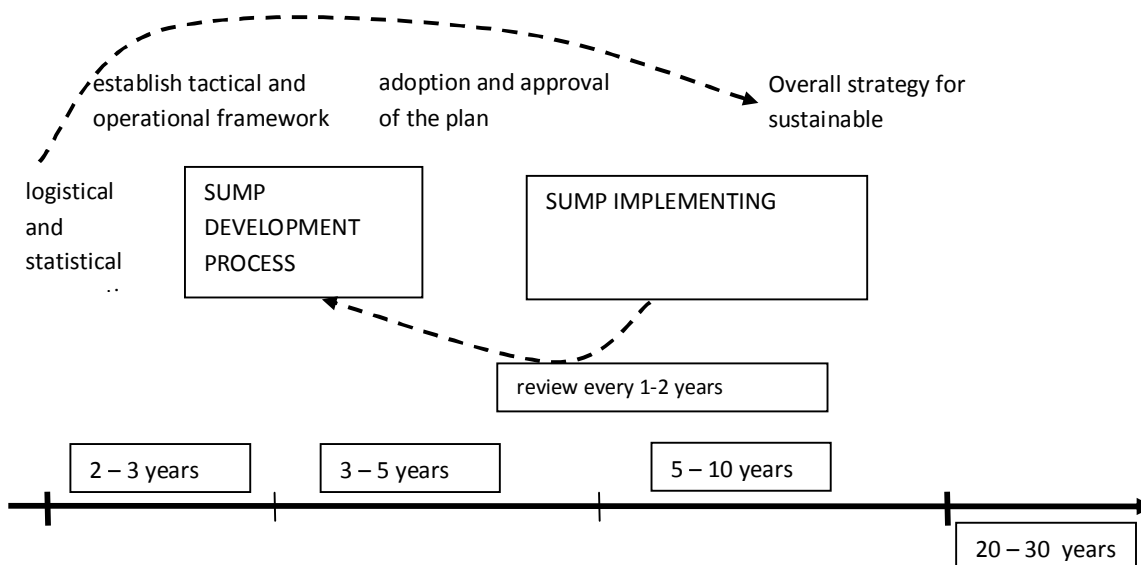 establish tactical and
operational framework
adoption and approval
of the plan
Overall strategy for
sustainable
logistical
and
statistical
SUMP
DEVELOPMENT
PROCESS
SUMP IMPLEMENTING
review every 1-2 years
2 – 3 years
3 – 5 years
5 – 10 years
20 – 30 years